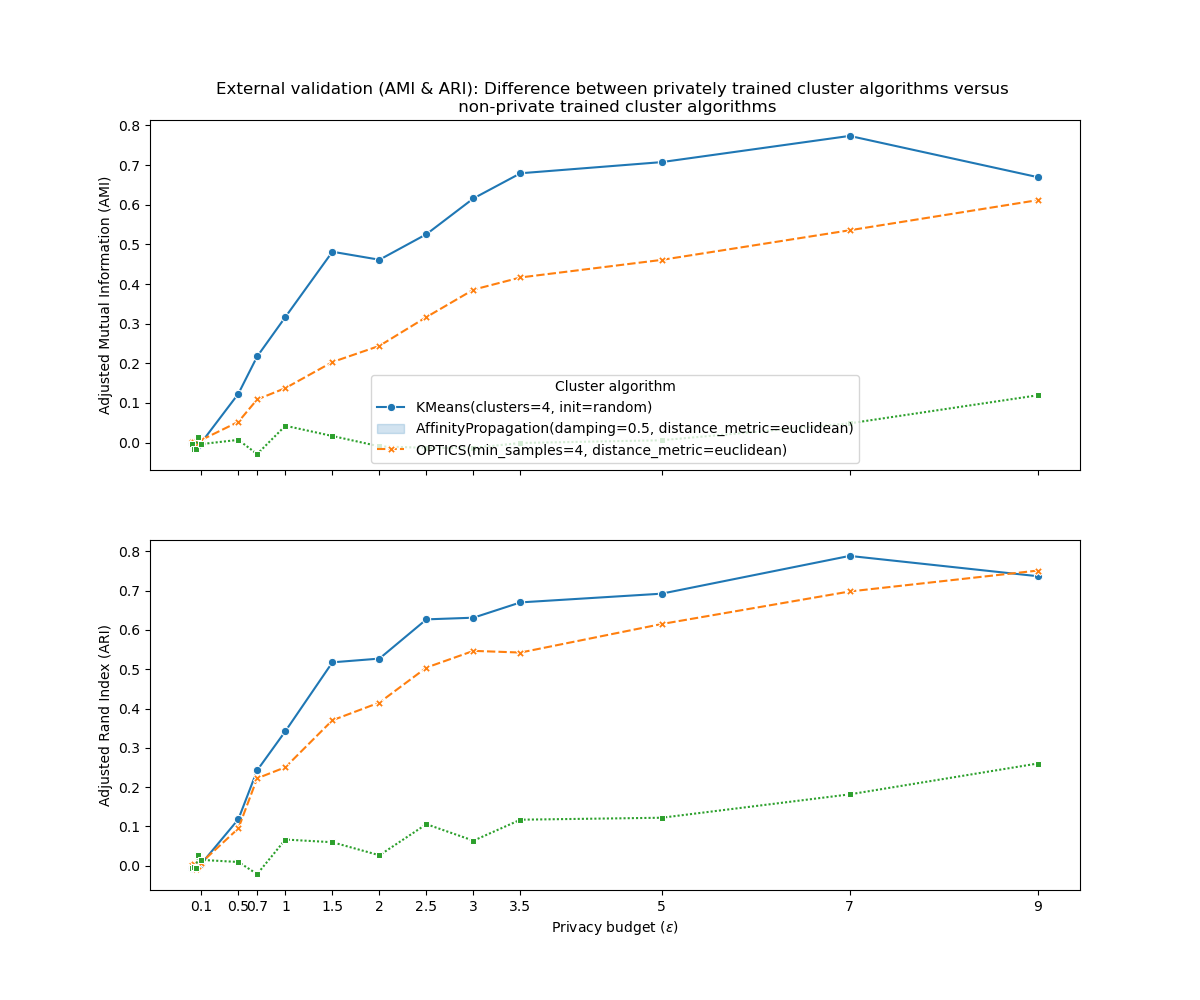 External validation (AMI & ARI): Difference between privately trained cluster algorithms versus
non-private trained cluster algorithms
0.8
0.7
0.6
0.5
0.4
0.3
0.2
0.1
0.0
Adjusted Mutual Information (AMI)
Cluster algorithm
KMeans(clusters=4, init=random)
AffinityPropagation(damping=0.5, distance_metric=euclidean)
OPTICS(min_samples=4, distance_metric=euclidean)
0.8
0.7
0.6
0.5
0.4
0.3
0.2
0.1
0.0
Adjusted Rand Index (ARI)
0.1 0.5 0.7 1 1.5 2 2.5 3 3.5 5 7 9
Privacy budget (ε)